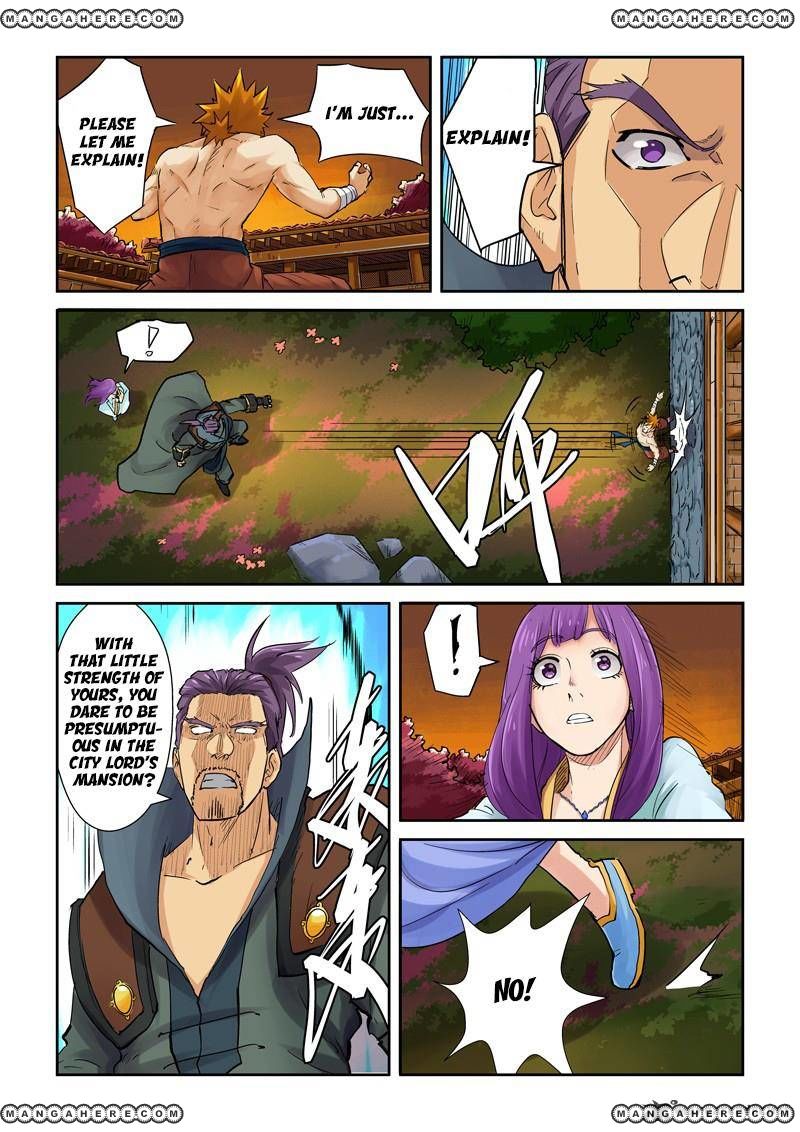 MANGAHERE.COM
MANGAHERE.COM
PLEASE
LET ME
EXPLAIN!
I'M JUST...
EXPLAIN!
!
呼
WITH
THAT LITTLE
STRENGTH OF
YOURS, YOU
DARE TO BE
PRESUMPTU-
OUS IN THE
CITY LORD'S
MANSION?
!
NO!
MANGAHERE.COM
MANGAHERE.COM